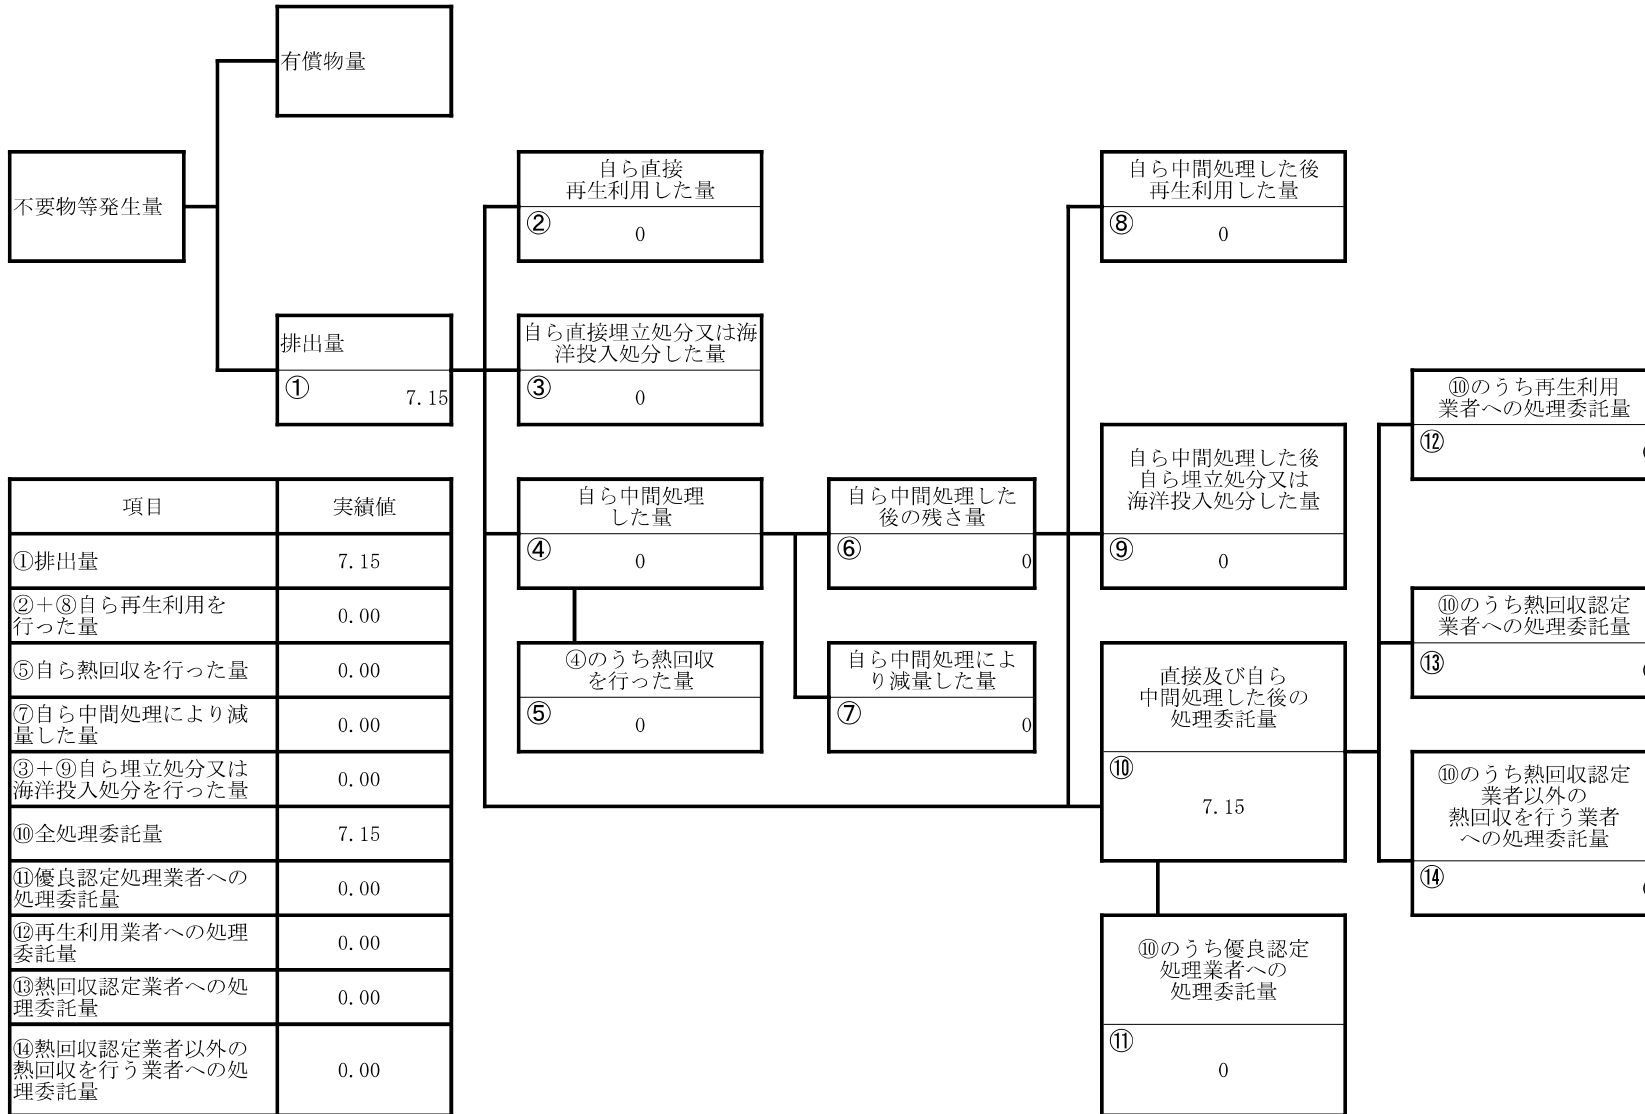 有償物量
不要物等発生量
排出量
①
7.15
自ら直接
再生利用した量
②
0
自ら直接埋立処分又は海
洋投入処分した量
③
0
自ら中間処理
した量
④
0
④のうち熱回収
を行った量
⑤
0
自ら中間処理した
後の残さ量
⑥
0
自ら中間処理によ
り減量した量
⑦
0
自ら中間処理した後
再生利用した量
⑧
0
自ら中間処理した後
自ら埋立処分又は
海洋投入処分した量
⑨
0
直接及び自ら
中間処理した後の
処理委託量
⑩
7.15
⑩のうち優良認定
処理業者への
処理委託量
⑪
0
⑩のうち再生利用
業者への処理委託量
⑫
⑩のうち熱回収認定
業者への処理委託量
⑬
⑩のうち熱回収認定
業者以外の
熱回収を行う業者
への処理委託量
⑭
項目 実績値
①排出量 7.15
②＋⑧自ら再生利用を
行った量 0.00
⑤自ら熱回収を行った量 0.00
⑦自ら中間処理により減
量した量 0.00
③＋⑨自ら埋立処分又は
海洋投入処分を行った量 0.00
⑩全処理委託量 7.15
⑪優良認定処理業者への
処理委託量 0.00
⑫再生利用業者への処理
委託量 0.00
⑬熱回収認定業者への処
理委託量 0.00
⑭熱回収認定業者以外の
熱回収を行う業者への処
理委託量 0.00